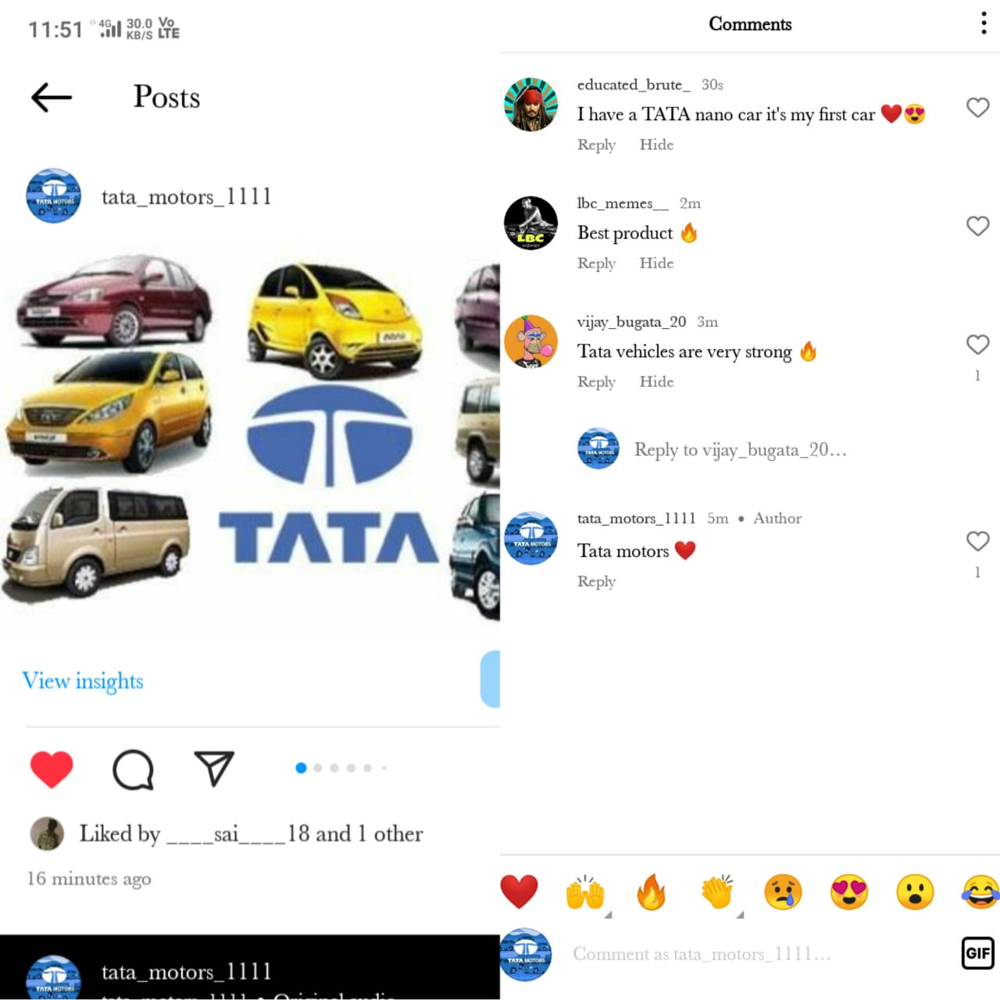 11:51 4G 30.0 KB/S Vo LTE
Posts
tata_motors_1111
TATA
View insights
Liked by ____sai____18 and 1 other
16 minutes ago
tata_motors_1111
Comments
educated_brute_ 30s
I have a TATA nano car it's my first car ❤️😍
Reply Hide
lbc_memes__ 2m
Best product 🔥
Reply Hide
vijay_bugata_20 3m
Tata vehicles are very strong 🔥
1
Reply Hide
Reply to vijay_bugata_20...
tata_motors_1111 5m • Author
Tata motors ❤️
1
Reply
❤️ 🙌 🔥 👏 😢 😍 😮 😂
Comment as tata_motors_1111...
GIF
TATA MOTORS
LBC